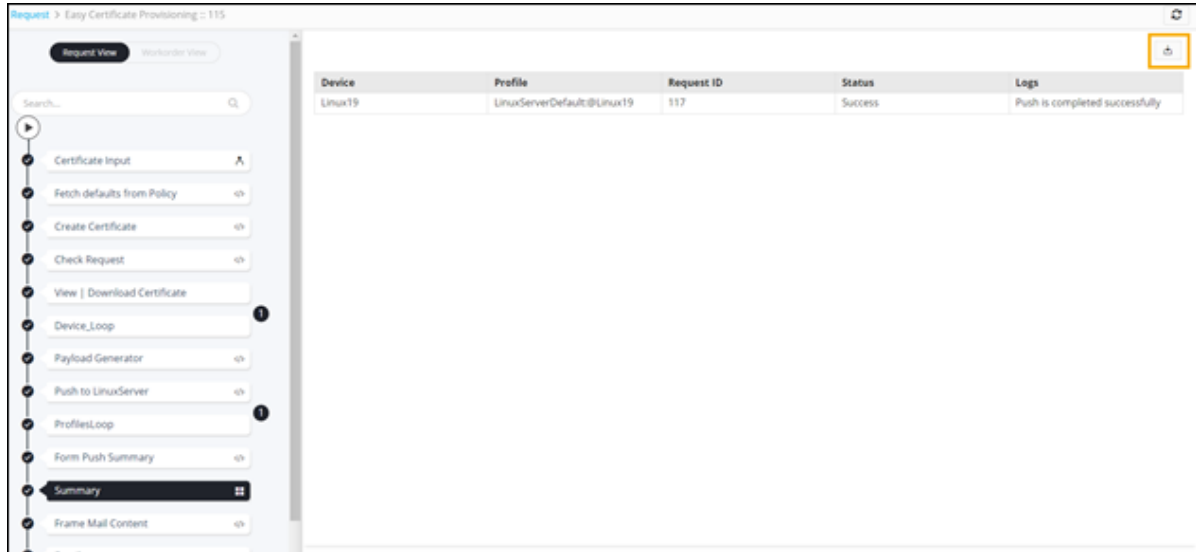 Request > Easy Certificate Provisioning :: 115
Request View Workorder View
Search...
Certificate Input
Fetch defaults from Policy
Create Certificate
Check Request
View | Download Certificate
1
Device_Loop
Payload Generator
Push to LinuxServer
1
ProfilesLoop
Form Push Summary
Summary
Frame Mail Content
Device Profile Request ID Status Logs
Linux19 LinuxServerDefault:@Linux19 117 Success Push is completed successfully